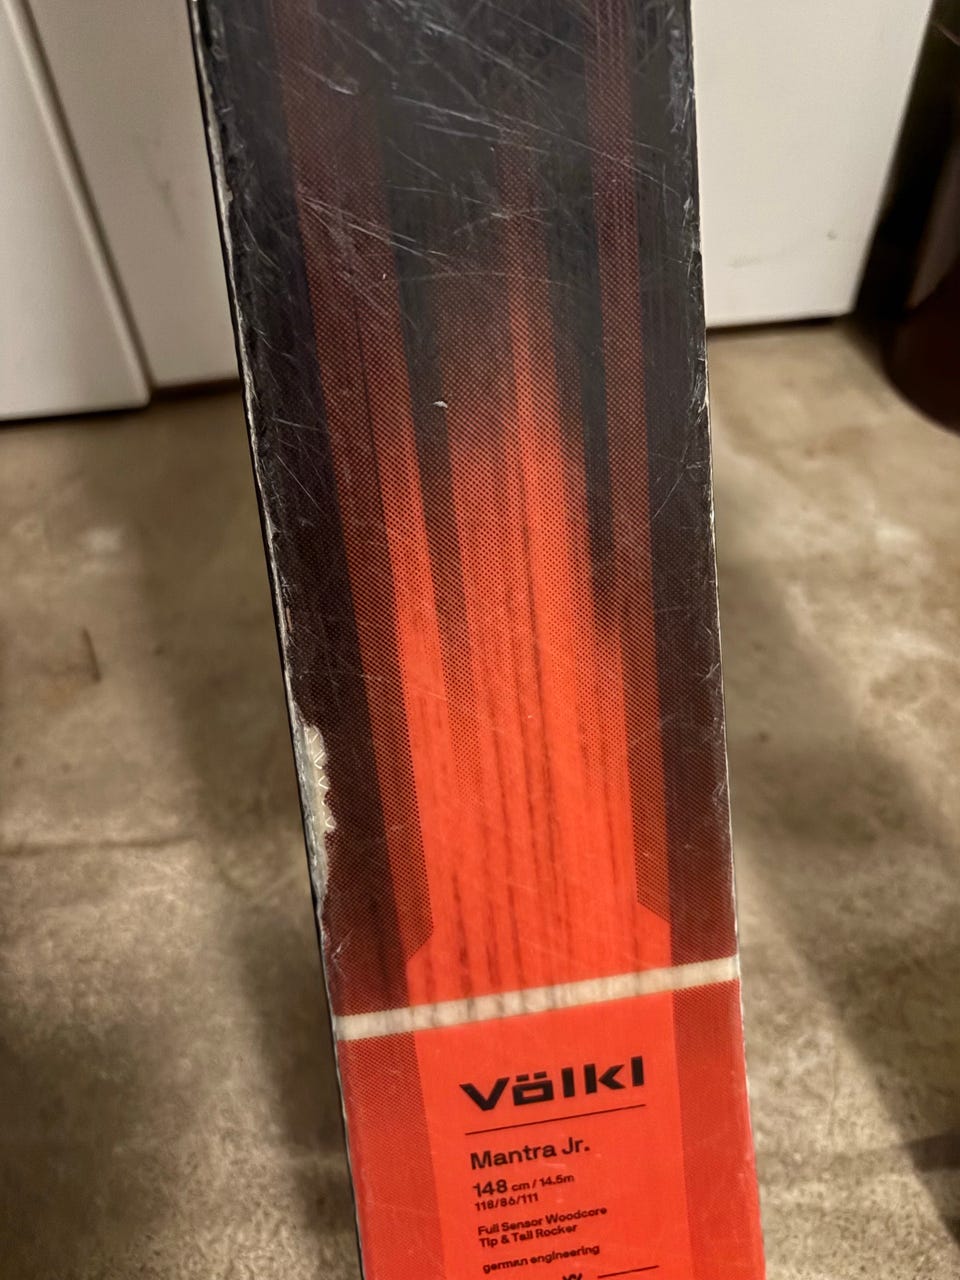 Völkl
Mantra Jr.
148 cm / 14.5m
118/86/111
Full Sensor Woodcore
Tip & Tail Rocker
german engineering